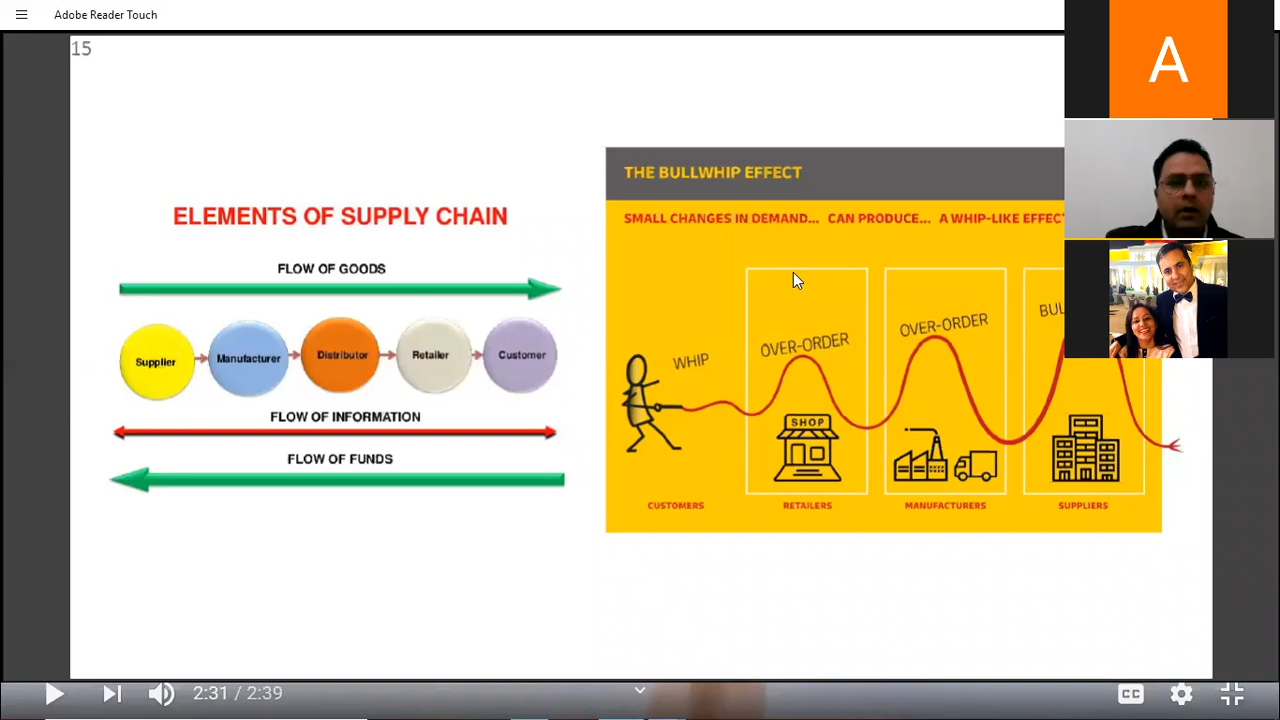 Adobe Reader Touch
15
A
ELEMENTS OF SUPPLY CHAIN
FLOW OF GOODS
Supplier
Manufacturer
Distributor
Retailer
Customer
FLOW OF INFORMATION
FLOW OF FUNDS
THE BULLWHIP EFFECT
SMALL CHANGES IN DEMAND... CAN PRODUCE... A WHIP-LIKE EFFECT
WHIP
OVER-ORDER
OVER-ORDER
SHOP
CUSTOMERS
RETAILERS
MANUFACTURERS
SUPPLIERS
2:31 / 2:39
CC